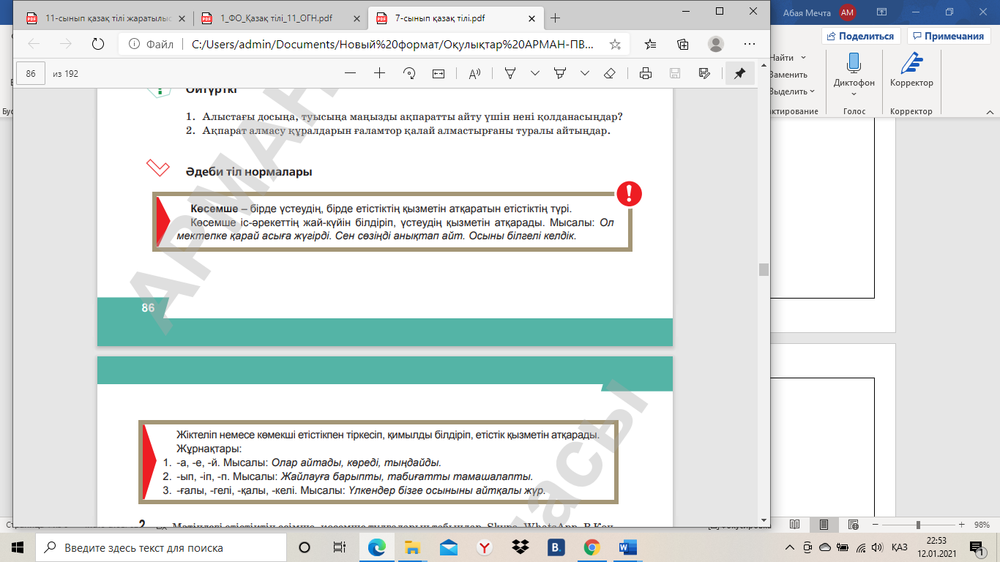 11-сынып қазақ тілі жаратылыс
1_ФО_Қазақ тілі_11_ОГН.pdf
7-сынып қазақ тілі.pdf
Абая Мечта AM
Файл C:/Users/admin/Documents/Новый%20формат/Оқулықтар%20АРМАН-ПВ...
Поделиться Примечания
86 из 192
Найти
Заменить
Выделить
Диктофон Корректор
Голос Корректор
Ойтүрткі
1. Алыстағы досыңа, туысыңа маңызды ақпаратты айту үшін нені қолданасыңдар?
2. Ақпарат алмасу құралдарын ғаламтор қалай алмастырғаны туралы айтыңдар.
Әдеби тіл нормалары
Көсемше – бірде үстеудің, бірде етістіктің қызметін атқаратын етістіктің түрі.
Көсемше іс-әрекеттің жай-күйін білдіріп, үстеудің қызметін атқарады. Мысалы: Ол
мектепке қарай асыға жүгірді. Сен сөзіңді анықтап айт. Осыны білгелі келдік.
АРМАН
86
Жіктеліп немесе көмекші етістікпен тіркесіп, қимылды білдіріп, етістік қызметін атқарады.
Жұрнақтары:
1. -а, -е, -й. Мысалы: Олар айтады, көреді, тыңдайды.
2. -ып, -іп, -п. Мысалы: Жайлауға барыпты, табиғатты тамашалапты.
3. -ғалы, -гелі, -қалы, -келі. Мысалы: Үлкендер бізге осыныны айтқалы жүр.
98%
Введите здесь текст для поиска
ҚАЗ
22:53
12.01.2021